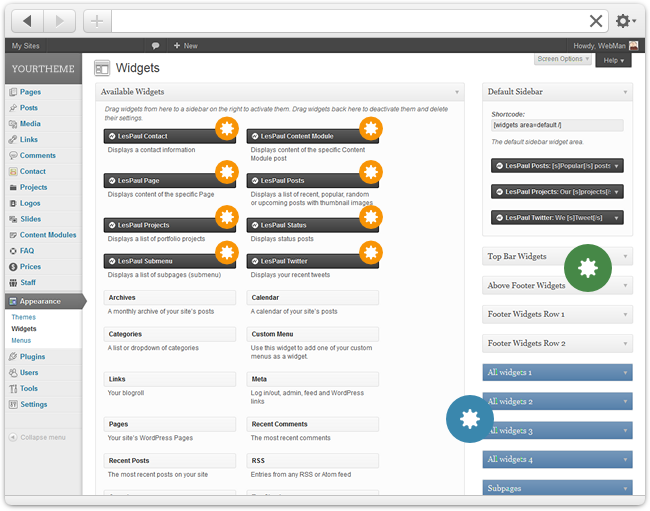 My Sites
New
Howdy, WebMan
YOURTHEME
Pages
Posts
Media
Links
Comments
Contact
Projects
Logos
Slides
Content Modules
FAQ
Prices
Staff
Appearance
Themes
Widgets
Menus
Plugins
Users
Tools
Settings
Collapse menu
Screen Options
Help
Widgets
Available Widgets
Drag widgets from here to a sidebar on the right to activate them. Drag widgets back here to deactivate them and delete
their settings.
LesPaul Contact
Displays a contact information
LesPaul Content Module
Displays content of the specific Content
Module post
LesPaul Page
Displays content of the specific Page
LesPaul Posts
Displays a list of recent, popular, random
or upcoming posts with thumbnail images
LesPaul Projects
Displays a list of portfolio projects
LesPaul Status
Displays status posts
LesPaul Submenu
Displays a list of subpages (submenu)
LesPaul Twitter
Displays your recent tweets
Archives
A monthly archive of your site's posts
Calendar
A calendar of your site's posts
Categories
A list or dropdown of categories
Custom Menu
Use this widget to add one of your custom
menus as a widget.
Links
Your blogroll
Meta
Log in/out, admin, feed and WordPress
links
Pages
Your site's WordPress Pages
Recent Comments
The most recent comments
Recent Posts
The most recent posts on your site
RSS
Entries from any RSS or Atom feed
Default Sidebar
Shortcode:
[widgets area=default /]
The default sidebar widget area.
LesPaul Posts: [s]Popular[/s] posts
LesPaul Projects: Our [s]projects[/s]
LesPaul Twitter: We [s]Tweet[/s]
Top Bar Widgets
Above Footer Widgets
Footer Widgets Row 1
Footer Widgets Row 2
All widgets 1
All widgets 2
All widgets 3
All widgets 4
Subpages